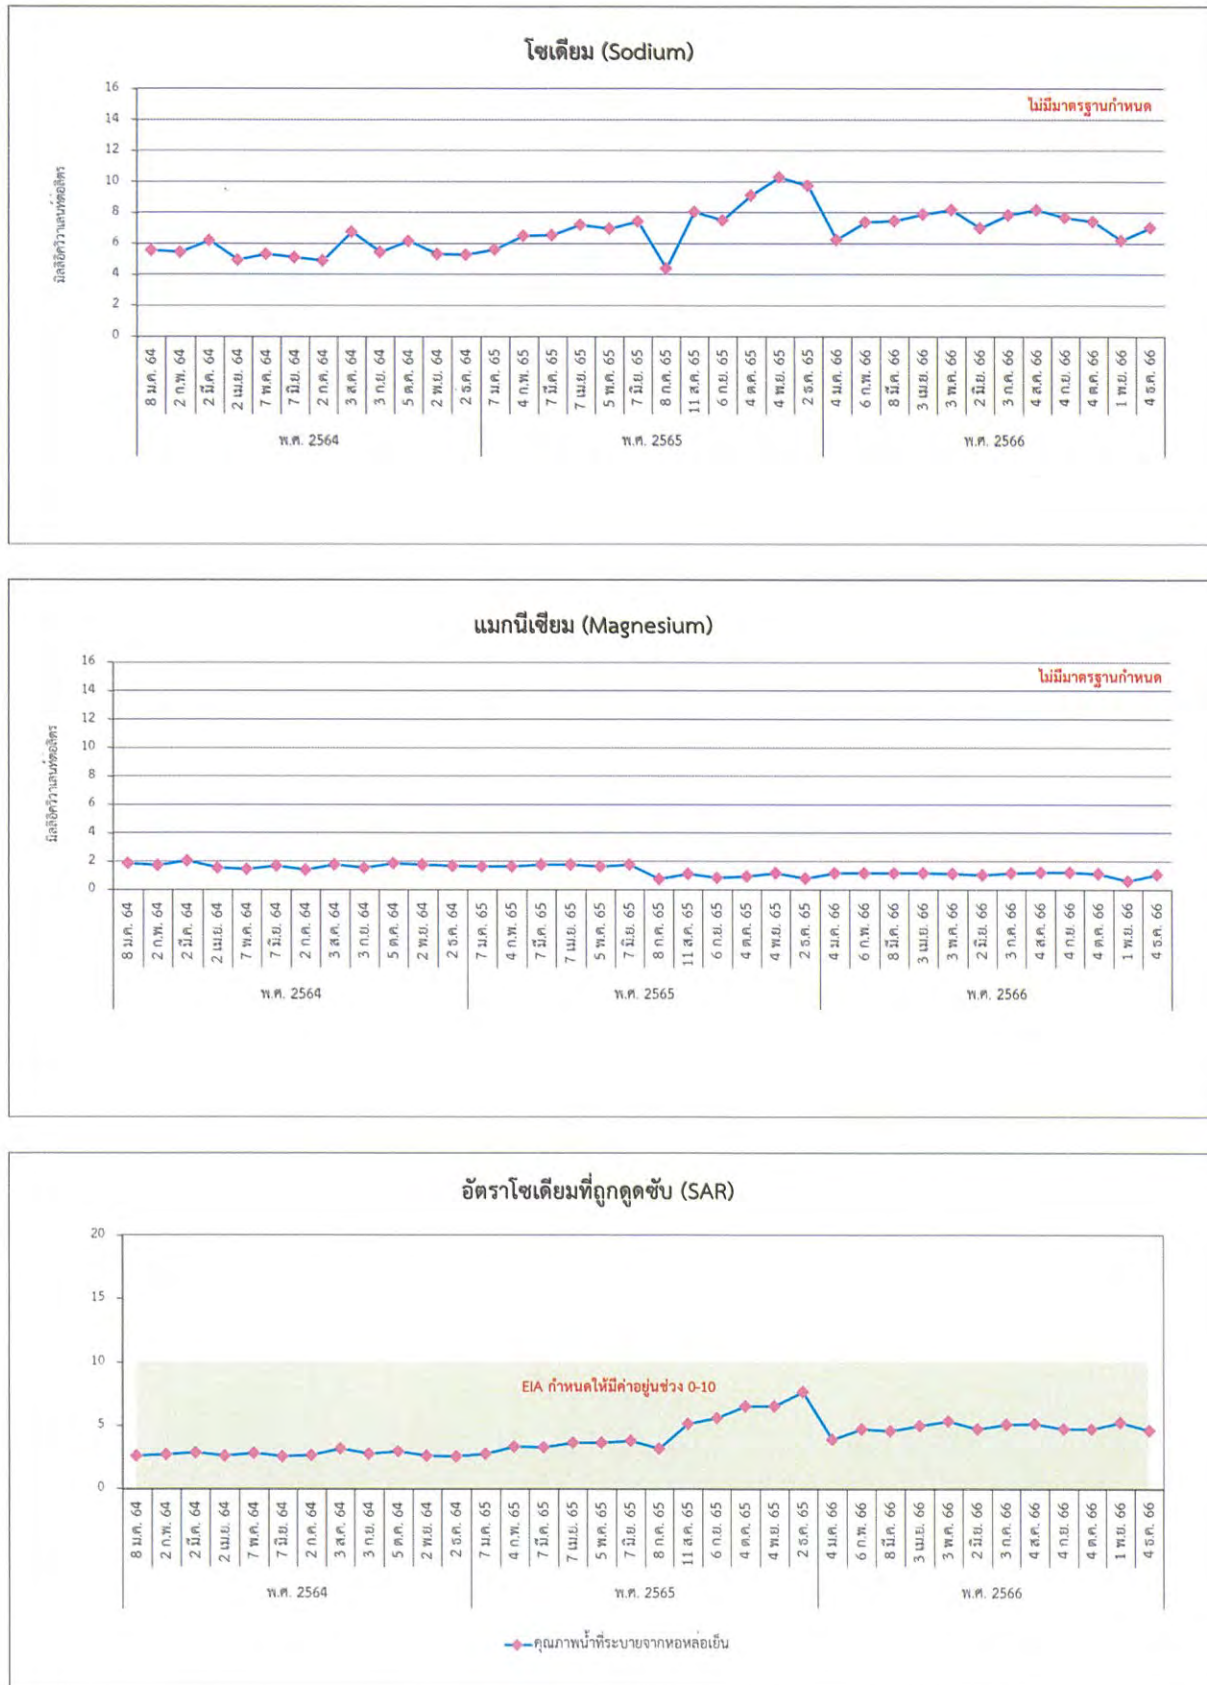 โซเดียม (Sodium)
ไม่มีมาตรฐานกำหนด
มิลลิอิควิวาเลนท์ต่อลิตร
16
14
12
10
8
6
4
2
0
8 ม.ค. 64
2 ก.พ. 64
2 มี.ค. 64
2 เม.ย. 64
7 พ.ค. 64
7 มิ.ย. 64
2 ก.ค. 64
3 ส.ค. 64
3 ก.ย. 64
5 ต.ค. 64
2 พ.ย. 64
2 ธ.ค. 64
7 ม.ค. 65
4 ก.พ. 65
7 มี.ค. 65
7 เม.ย. 65
5 พ.ค. 65
7 มิ.ย. 65
8 ก.ค. 65
11 ส.ค. 65
6 ก.ย. 65
4 ต.ค. 65
4 พ.ย. 65
2 ธ.ค. 65
4 ม.ค. 66
6 ก.พ. 66
8 มี.ค. 66
3 เม.ย. 66
3 พ.ค. 66
2 มิ.ย. 66
3 ก.ค. 66
4 ส.ค. 66
4 ก.ย. 66
4 ต.ค. 66
1 พ.ย. 66
4 ธ.ค. 66
พ.ศ. 2564
พ.ศ. 2565
พ.ศ. 2566
แมกนีเซียม (Magnesium)
ไม่มีมาตรฐานกำหนด
มิลลิอิควิวาเลนท์ต่อลิตร
16
14
12
10
8
6
4
2
0
8 ม.ค. 64
2 ก.พ. 64
2 มี.ค. 64
2 เม.ย. 64
7 พ.ค. 64
7 มิ.ย. 64
2 ก.ค. 64
3 ส.ค. 64
3 ก.ย. 64
5 ต.ค. 64
2 พ.ย. 64
2 ธ.ค. 64
7 ม.ค. 65
4 ก.พ. 65
7 มี.ค. 65
7 เม.ย. 65
5 พ.ค. 65
7 มิ.ย. 65
8 ก.ค. 65
11 ส.ค. 65
6 ก.ย. 65
4 ต.ค. 65
4 พ.ย. 65
2 ธ.ค. 65
4 ม.ค. 66
6 ก.พ. 66
8 มี.ค. 66
3 เม.ย. 66
3 พ.ค. 66
2 มิ.ย. 66
3 ก.ค. 66
4 ส.ค. 66
4 ก.ย. 66
4 ต.ค. 66
1 พ.ย. 66
4 ธ.ค. 66
พ.ศ. 2564
พ.ศ. 2565
พ.ศ. 2566
อัตราโซเดียมที่ถูกดูดซับ (SAR)
20
15
10
5
0
EIA กำหนดให้มีค่าอยู่นช่วง 0-10
8 ม.ค. 64
2 ก.พ. 64
2 มี.ค. 64
2 เม.ย. 64
7 พ.ค. 64
7 มิ.ย. 64
2 ก.ค. 64
3 ส.ค. 64
3 ก.ย. 64
5 ต.ค. 64
2 พ.ย. 64
2 ธ.ค. 64
7 ม.ค. 65
4 ก.พ. 65
7 มี.ค. 65
7 เม.ย. 65
5 พ.ค. 65
7 มิ.ย. 65
8 ก.ค. 65
11 ส.ค. 65
6 ก.ย. 65
4 ต.ค. 65
4 พ.ย. 65
2 ธ.ค. 65
4 ม.ค. 66
6 ก.พ. 66
8 มี.ค. 66
3 เม.ย. 66
3 พ.ค. 66
2 มิ.ย. 66
3 ก.ค. 66
4 ส.ค. 66
4 ก.ย. 66
4 ต.ค. 66
1 พ.ย. 66
4 ธ.ค. 66
พ.ศ. 2564
พ.ศ. 2565
พ.ศ. 2566
คุณภาพน้ำที่ระบายจากหอหล่อเย็น